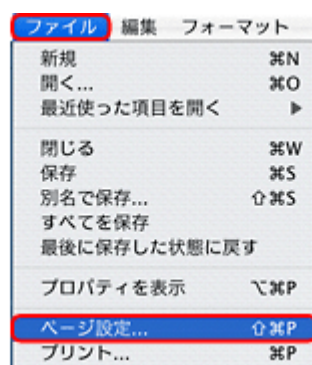 ファイル 編集 フォーマット
新規 ⌘N
開く... ⌘O
最近使った項目を開く ▶
閉じる ⌘W
保存 ⌘S
別名で保存... ⇧⌘S
すべてを保存
最後に保存した状態に戻す
プロパティを表示 ⌥⌘P
ページ設定... ⇧⌘P
プリント... ⌘P